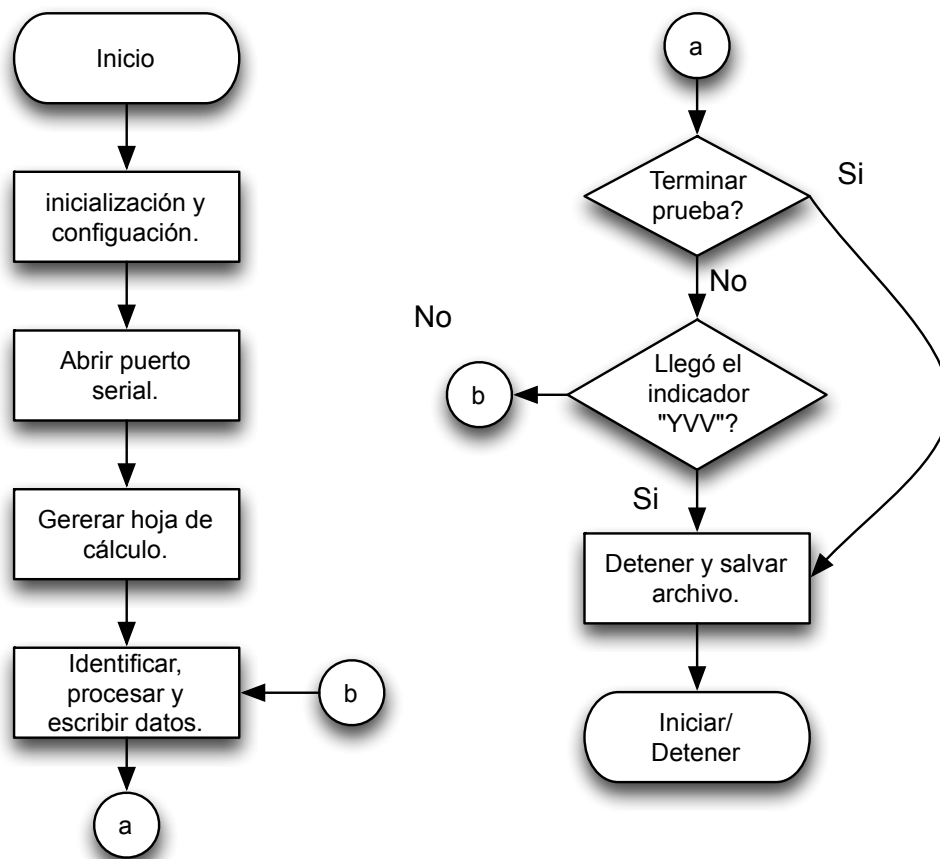 Inicio
inicialización y
configuación.
Abrir puerto
serial.
Gererar hoja de
cálculo.
Identificar,
procesar y
escribir datos.
b
a
a
Terminar
prueba?
Si
No
No
Llegó el
indicador
"YVV"?
b
Si
Detener y salvar
archivo.
Iniciar/
Detener